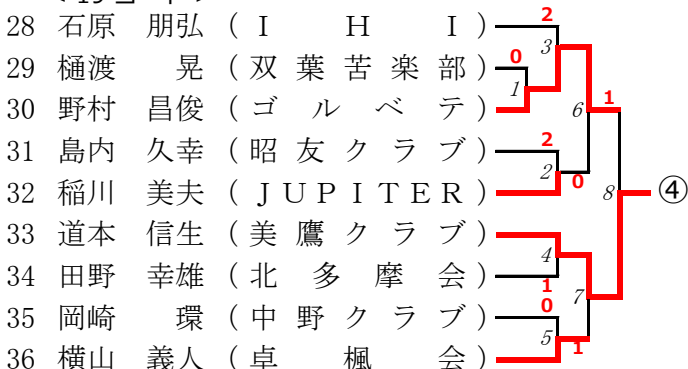 28 石原 朋弘 ( I H I ) 2
3
29 樋渡 晃 ( 双葉苦楽部 ) 0
1
30 野村 昌俊 ( ゴルベテ ) 6 1
31 島内 久幸 ( 昭友クラブ ) 2
2 0
32 稲川 美夫 ( JUPITER ) 8 ④
33 道本 信生 ( 美鷹クラブ )
4
34 田野 幸雄 ( 北多摩会 ) 1
7
35 岡崎 環 ( 中野クラブ ) 0
5
36 横山 義人 ( 卓楓会 ) 1